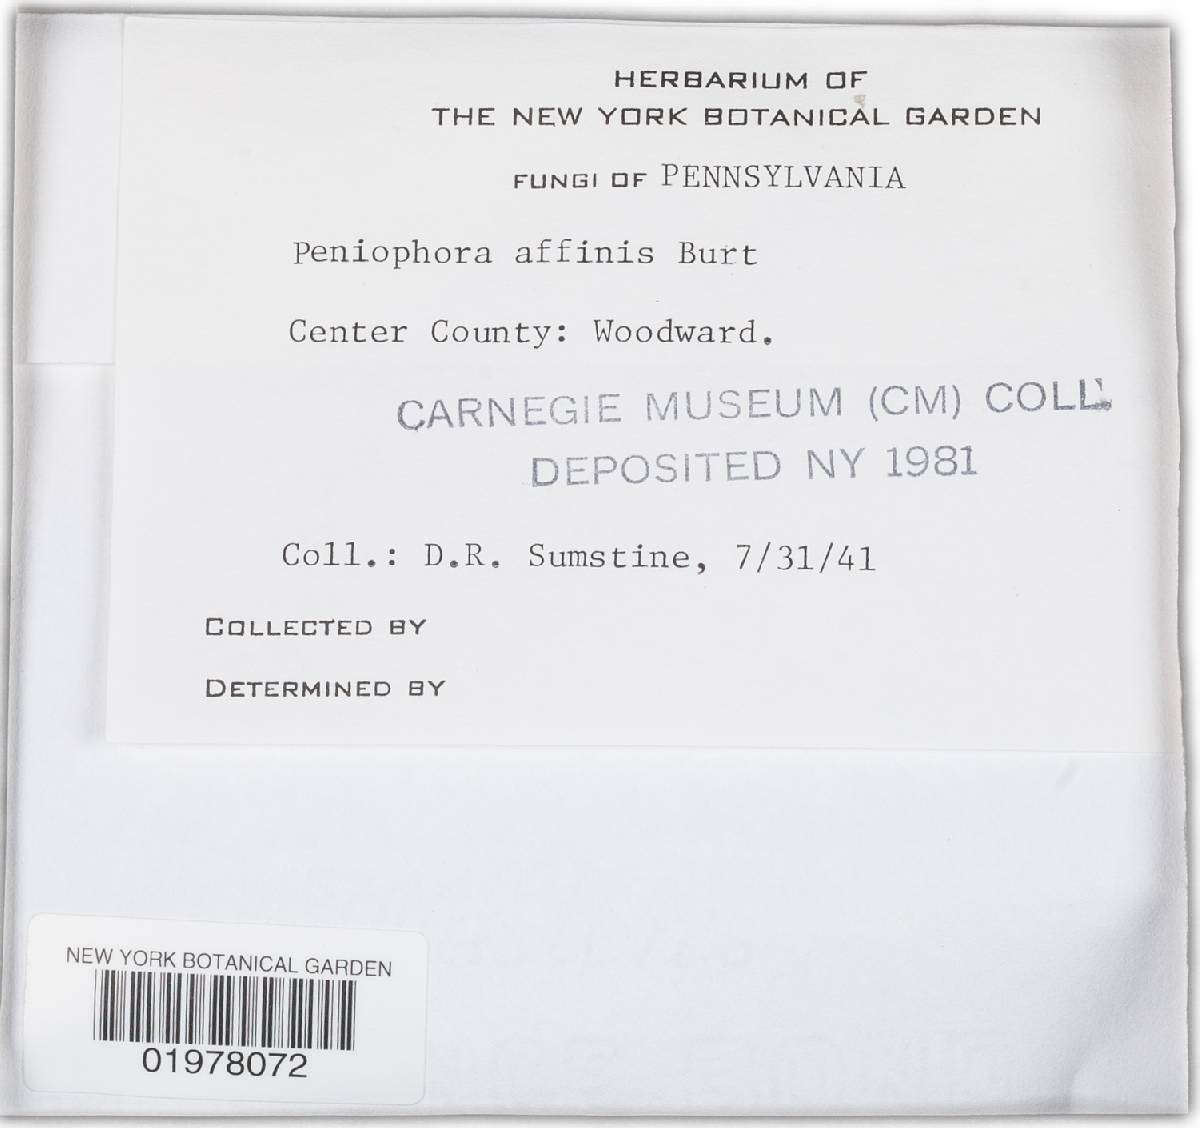 HERBARIUM OF
THE NEW YORK BOTANICAL GARDEN
FUNGI OF PENNSYLVANIA
Peniophora affinis Burt
Center County: Woodward.
CARNEGIE MUSEUM (CM) COLL.
DEPOSITED NY 1981
Coll.: D.R. Sumstine, 7/31/41
COLLECTED BY
DETERMINED BY
NEW YORK BOTANICAL GARDEN
01978072